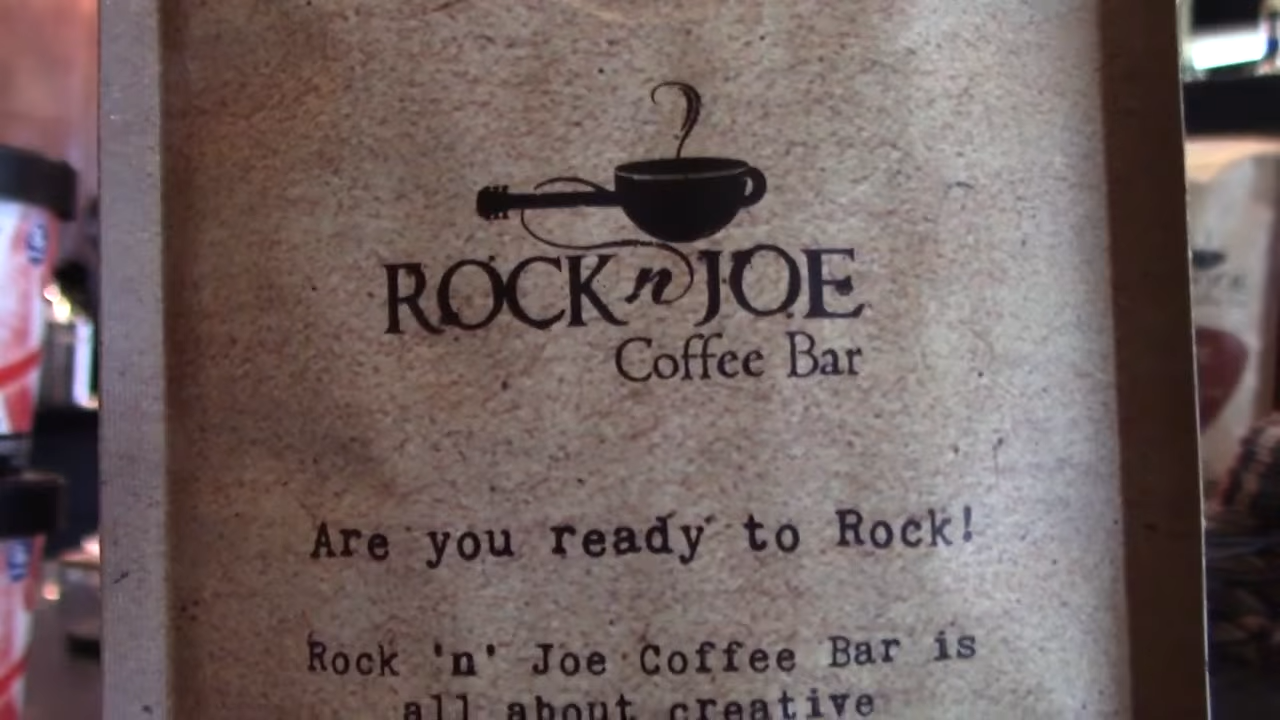 ROCK n JOE
Coffee Bar
Are you ready to Rock!
Rock 'n' Joe Coffee Bar is
all about creative